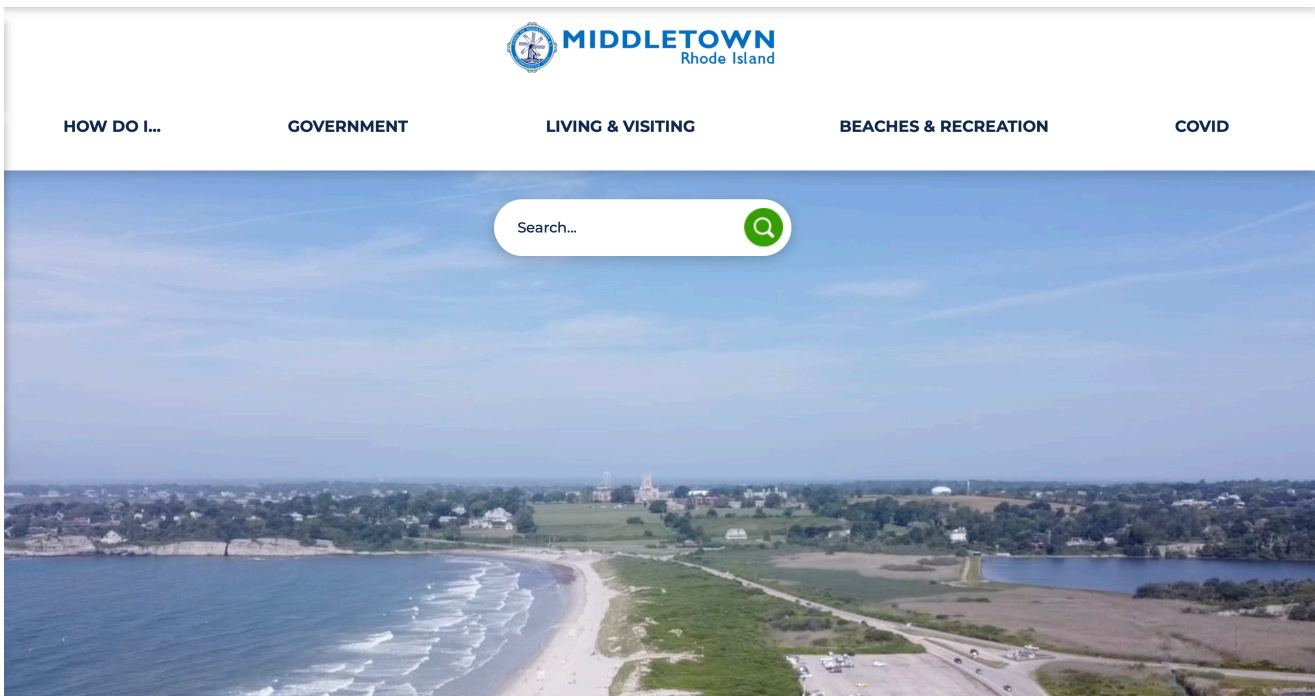 MIDDLETOWN
Rhode Island
HOW DO I...
GOVERNMENT
LIVING & VISITING
BEACHES & RECREATION
COVID
Search...